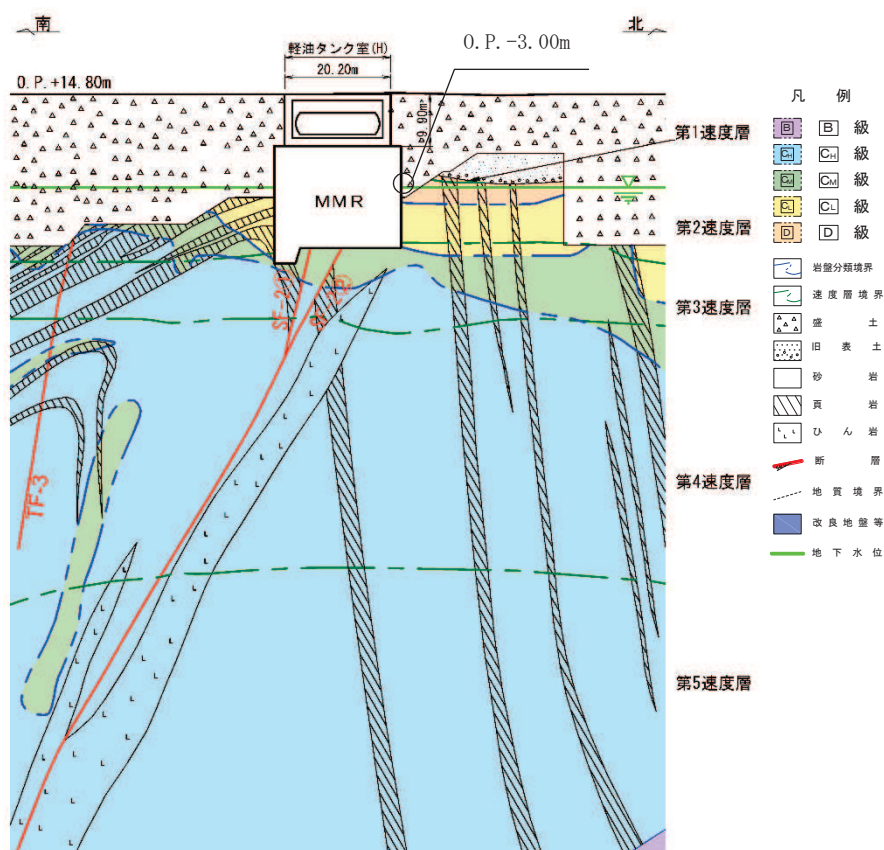 南
北
O.P.-3.00m
軽油タンク室(H)
20.20m
O.P.+14.80m
9.90m
MMR
第1速度層
第2速度層
第3速度層
第4速度層
第5速度層
TF-3
凡 例
B B 級
CH CH 級
CM CM 級
CL CL 級
D D 級
岩盤分類境界
速度層境界
盛 土
旧 表 土
砂 岩
頁 岩
ひ ん 岩
断 層
地 質 境 界
改 良 地 盤 等
地 下 水 位